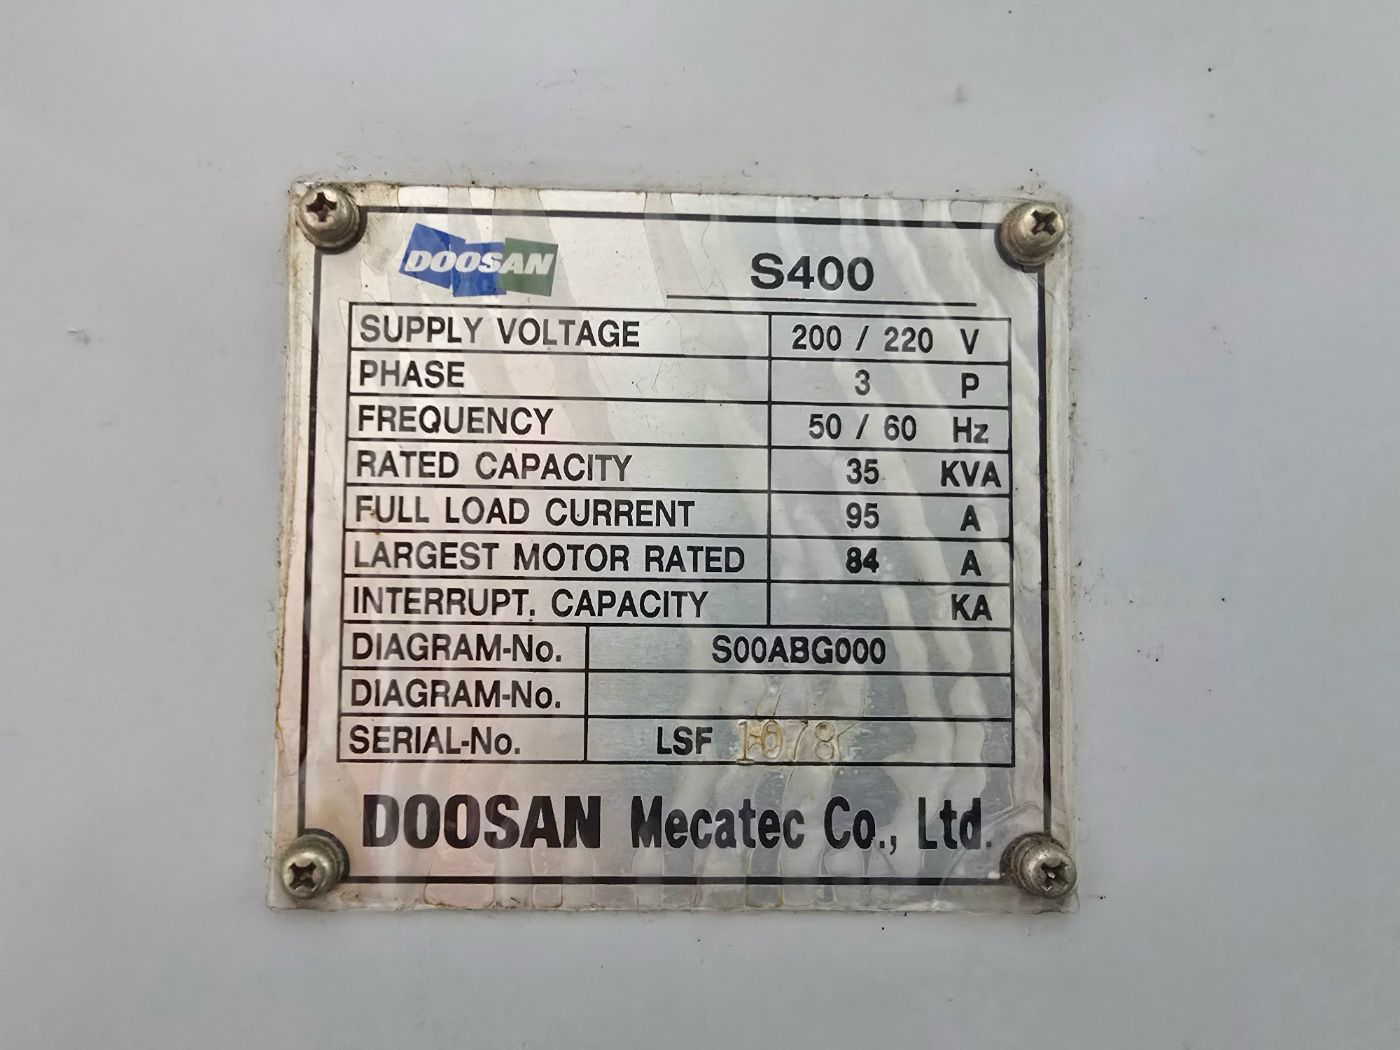 DOOSAN
S400
SUPPLY VOLTAGE 200 / 220 V
PHASE 3 P
FREQUENCY 50 / 60 Hz
RATED CAPACITY 35 KVA
FULL LOAD CURRENT 95 A
LARGEST MOTOR RATED 84 A
INTERRUPT. CAPACITY KA
DIAGRAM-No. S00ABG000
DIAGRAM-No.
SERIAL-No. LSF 1078
DOOSAN Mecatec Co., Ltd.